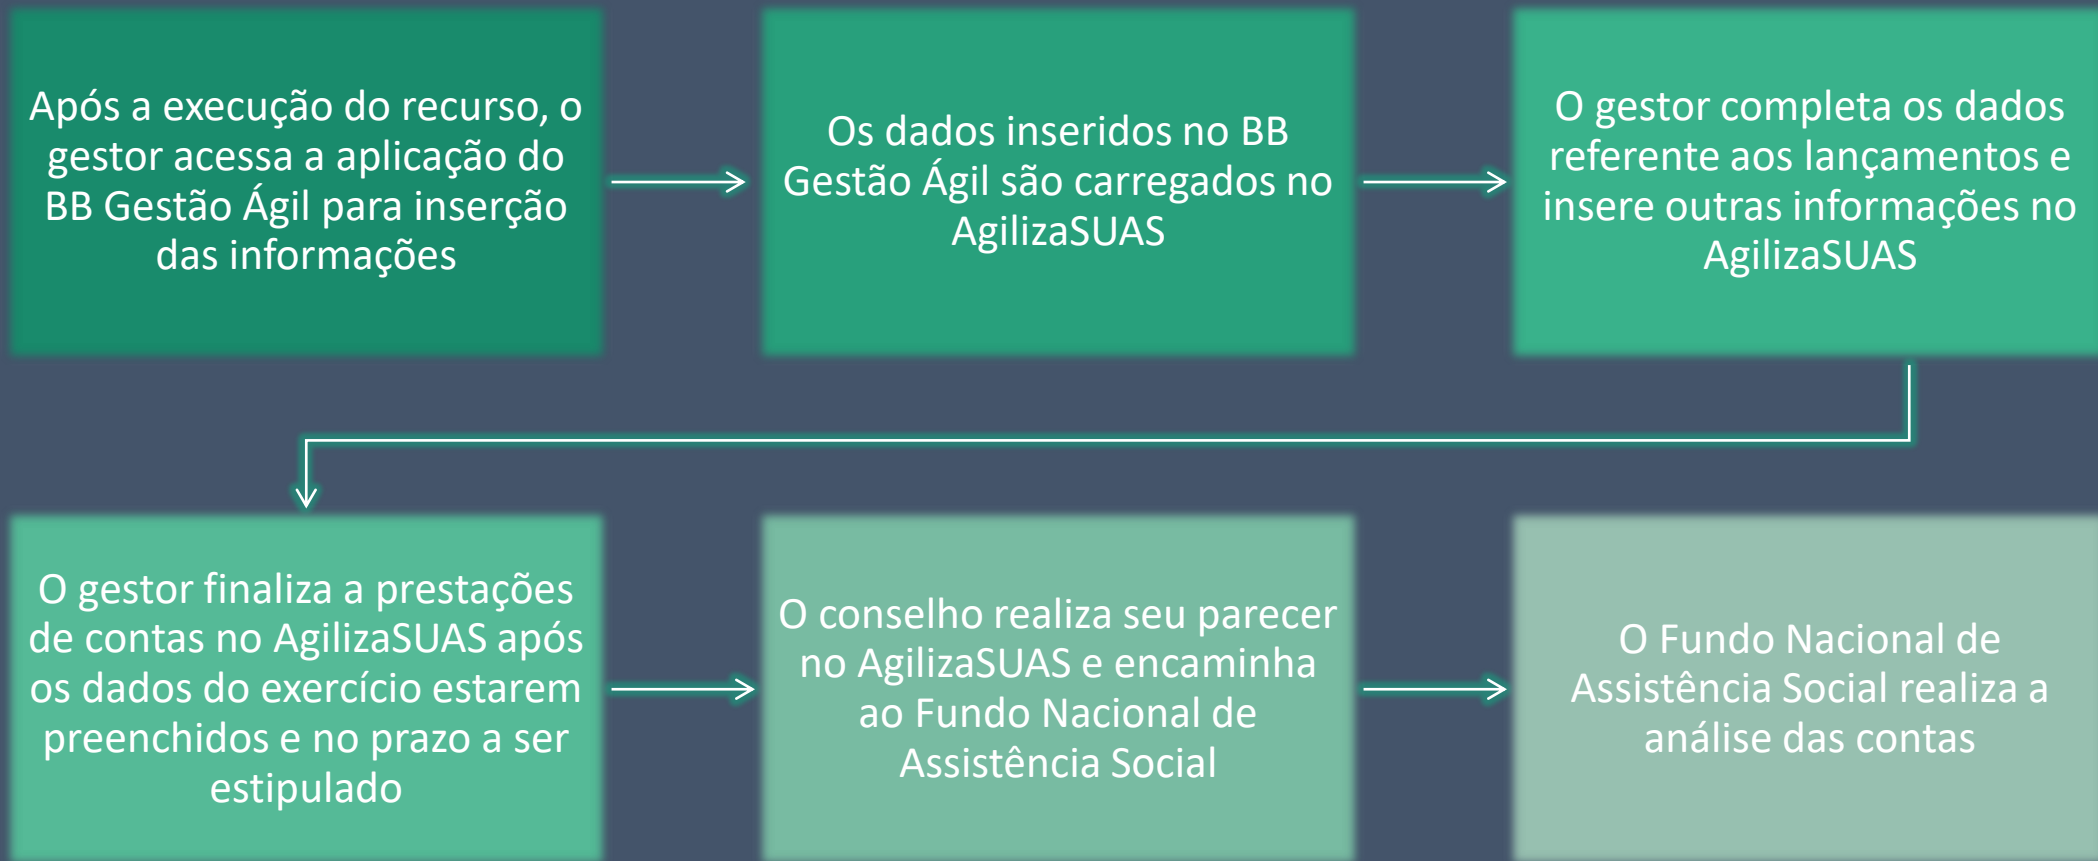 Após a execução do recurso, o
gestor acessa a aplicação do
BB Gestão Ágil para inserção
das informações
Os dados inseridos no BB
Gestão Ágil são carregados no
AgilizaSUAS
O gestor completa os dados
referente aos lançamentos e
insere outras informações no
AgilizaSUAS
O gestor finaliza a prestações
de contas no AgilizaSUAS após
os dados do exercício estarem
preenchidos e no prazo a ser
estipulado
O conselho realiza seu parecer
no AgilizaSUAS e encaminha
ao Fundo Nacional de
Assistência Social
O Fundo Nacional de
Assistência Social realiza a
análise das contas